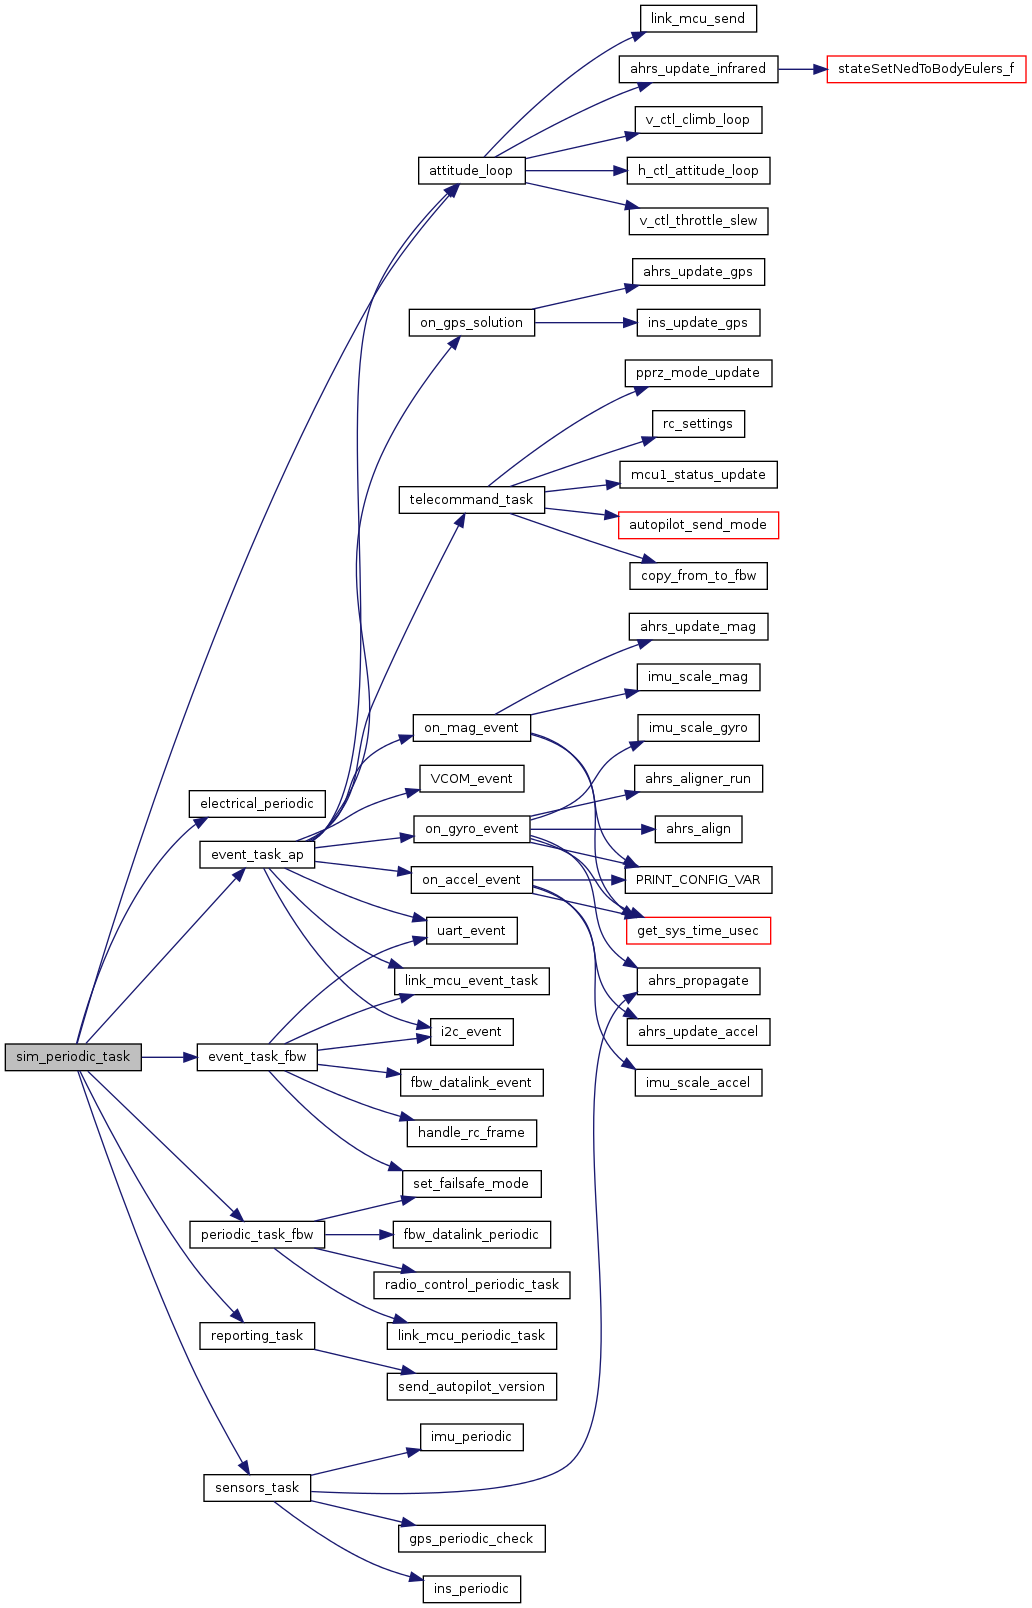 link_mcu_send
ahrs_update_infrared
stateSetNedToBodyEulers_f
v_ctl_climb_loop
attitude_loop
h_ctl_attitude_loop
v_ctl_throttle_slew
ahrs_update_gps
on_gps_solution
ins_update_gps
pprz_mode_update
rc_settings
mcu1_status_update
telecommand_task
autopilot_send_mode
copy_from_to_fbw
ahrs_update_mag
imu_scale_mag
on_mag_event
imu_scale_gyro
VCOM_event
ahrs_aligner_run
electrical_periodic
on_gyro_event
ahrs_align
event_task_ap
on_accel_event
PRINT_CONFIG_VAR
uart_event
get_sys_time_usec
link_mcu_event_task
ahrs_propagate
i2c_event
ahrs_update_accel
sim_periodic_task
event_task_fbw
fbw_datalink_event
imu_scale_accel
handle_rc_frame
set_failsafe_mode
periodic_task_fbw
fbw_datalink_periodic
radio_control_periodic_task
reporting_task
link_mcu_periodic_task
send_autopilot_version
imu_periodic
sensors_task
gps_periodic_check
ins_periodic